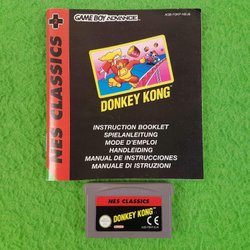 GAME BOY ADVANCE
NES CLASSICS
DONKEY KONG
INSTRUCTION BOOKLET
SPIELANLEITUNG
MODE D'EMPLOI
HANDLEIDING
MANUAL DE INSTRUCCIONES
MANUALE DI ISTRUZIONI
NES CLASSICS
DONKEY KONG